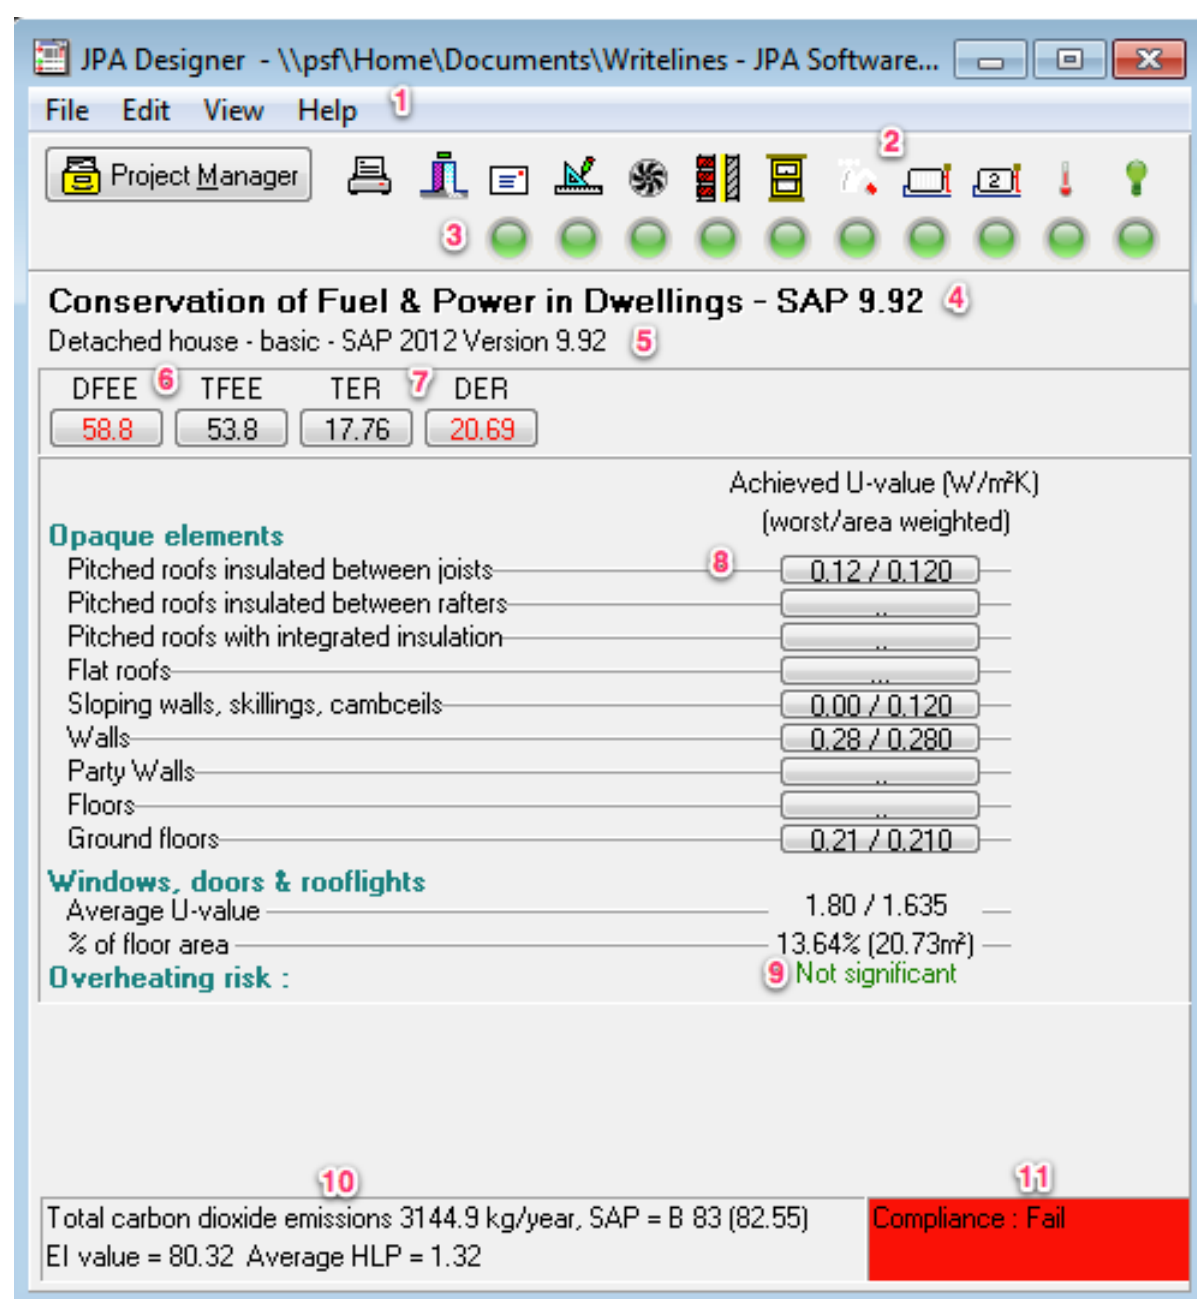 JPA Designer - \\psf\Home\Documents\Writelines - JPA Software...
File Edit View Help 1
2
Project Manager
2
3
Conservation of Fuel & Power in Dwellings - SAP 9.92 4
Detached house - basic - SAP 2012 Version 9.92 5
DFEE 6 TFEE TER 7 DER
58.8 53.8 17.76 20.69
Achieved U-value (W/m²K)
(worst/area weighted)
Opaque elements
Pitched roofs insulated between joists 8 0.12 / 0.120
Pitched roofs insulated between rafters ..
Pitched roofs with integrated insulation ..
Flat roofs ...
Sloping walls, skillings, cambceils 0.00 / 0.120
Walls 0.28 / 0.280
Party Walls ..
Floors ..
Ground floors 0.21 / 0.210
Windows, doors & rooflights
Average U-value 1.80 / 1.635
% of floor area 13.64% (20.73m²)
Overheating risk : 9 Not significant
10 11
Total carbon dioxide emissions 3144.9 kg/year, SAP = B 83 (82.55) Compliance : Fail
EI value = 80.32 Average HLP = 1.32